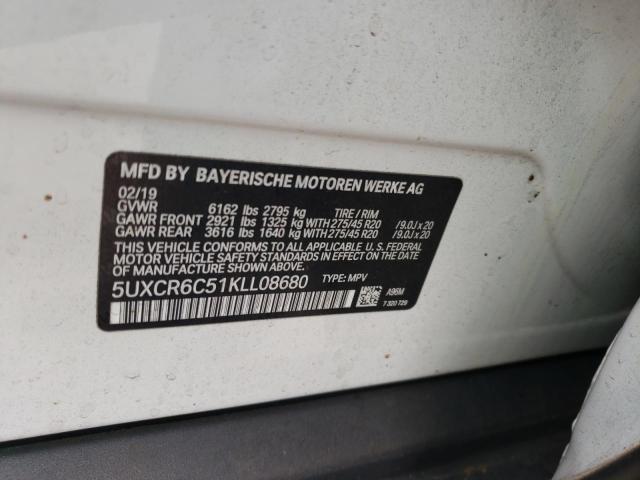 MFD BY BAYERISCHE MOTOREN WERKE AG
02/19
GVWR 6162 lbs 2795 kg TIRE / RIM
GAWR FRONT 2921 lbs 1325 kg WITH 275/45 R20 / 9.0J x 20
GAWR REAR 3616 lbs 1640 kg WITH 275/45 R20 / 9.0J x 20
THIS VEHICLE CONFORMS TO ALL APPLICABLE U. S. FEDERAL
MOTOR VEHICLE SAFETY STANDARDS IN EFFECT ON THE DATE
OF MANUFACTURE SHOWN ABOVE.
5UXCR6C51KLL08680 TYPE: MPV
A96M
7 320 729